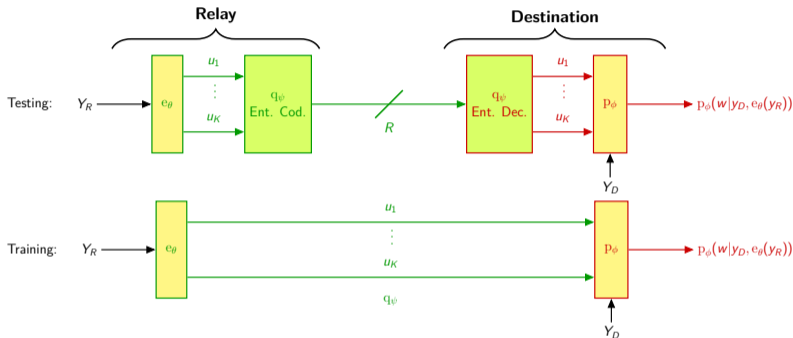 Relay Destination
Testing: Y_R e_θ u_1 ⋮ u_K q_ψ Ent. Cod. R q_ψ Ent. Dec. u_1 ⋮ u_K p_ϕ p_ϕ(w|y_D, e_θ(y_R))
Y_D
Training: Y_R e_θ u_1 ⋮ u_K q_ψ p_ϕ p_ϕ(w|y_D, e_θ(y_R))
Y_D